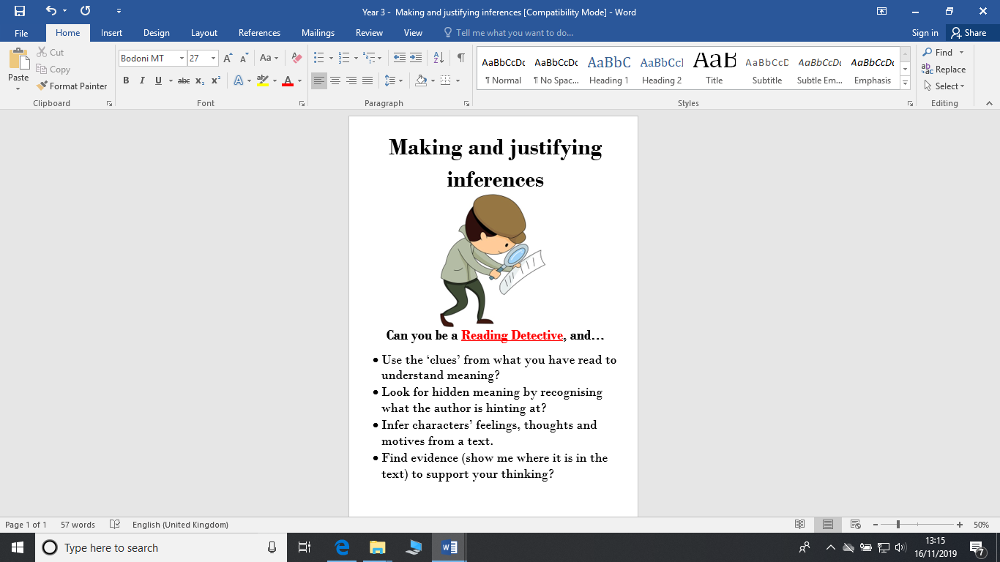 Year 3 -  Making and justifying inferences [Compatibility Mode] - Word
File Home Insert Design Layout References Mailings Review View Tell me what you want to do... Sign in Share
Paste
Cut
Copy
Format Painter
Clipboard
Bodoni MT 27
Aa
B I U abc x₂ x² A ab A
Font
Paragraph
AaBbCcDc AaBbCcDc AaBbC AaBbCcI AaB AaBbCcD AaBbCcDc AaBbCcDc
¶ Normal ¶ No Spac... Heading 1 Heading 2 Title Subtitle Subtle Em... Emphasis
Styles
Find
Replace
Select
Editing
Making and justifying
inferences
Can you be a Reading Detective, and…
• Use the ‘clues’ from what you have read to
understand meaning?
• Look for hidden meaning by recognising
what the author is hinting at?
• Infer characters’ feelings, thoughts and
motives from a text.
• Find evidence (show me where it is in the
text) to support your thinking?
Page 1 of 1 57 words English (United Kingdom) 50%
Type here to search
13:15
16/11/2019
7